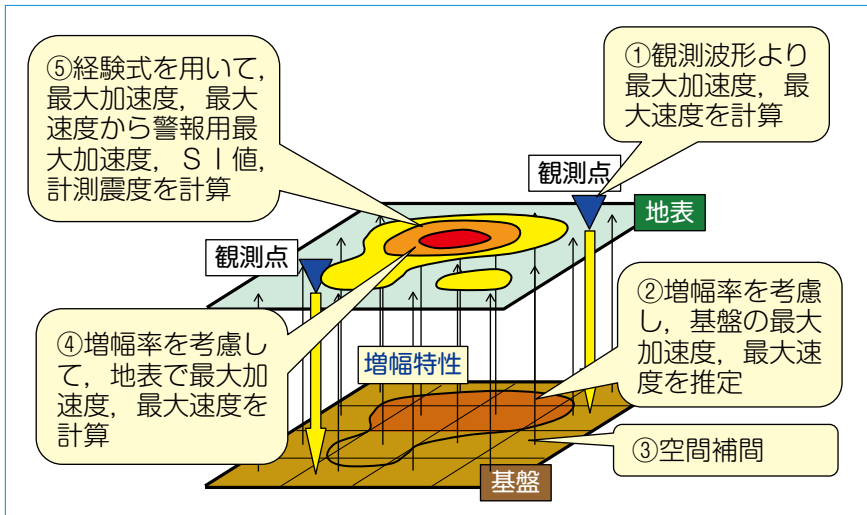 ①観測波形より
最大加速度，最
大速度を計算
⑤経験式を用いて，
最大加速度，最大
速度から警報用最
大加速度，ＳＩ値，
計測震度を計算
観測点
地表
観測点
②増幅率を考慮
し，基盤の最大
加速度，最大速
度を推定
④増幅率を考慮し
て，地表で最大加
速度，最大速度を
計算
増幅特性
③空間補間
基盤